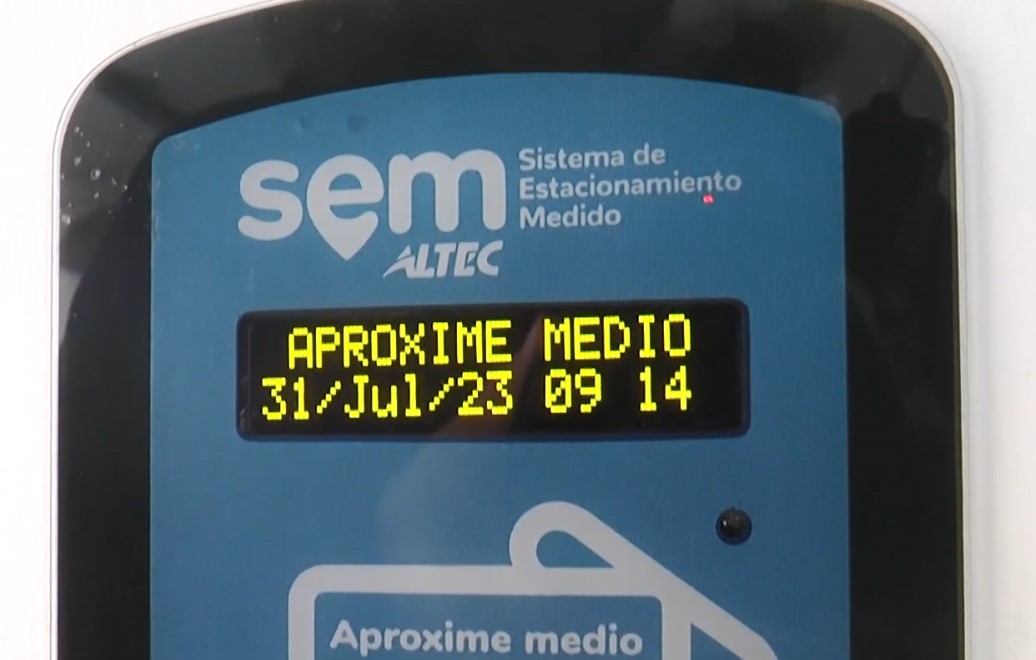 sem
Sistema de
Estacionamiento
Medido
ALTEC
APROXIME MEDIO
31/Jul/23 09 14
Aproxime medio